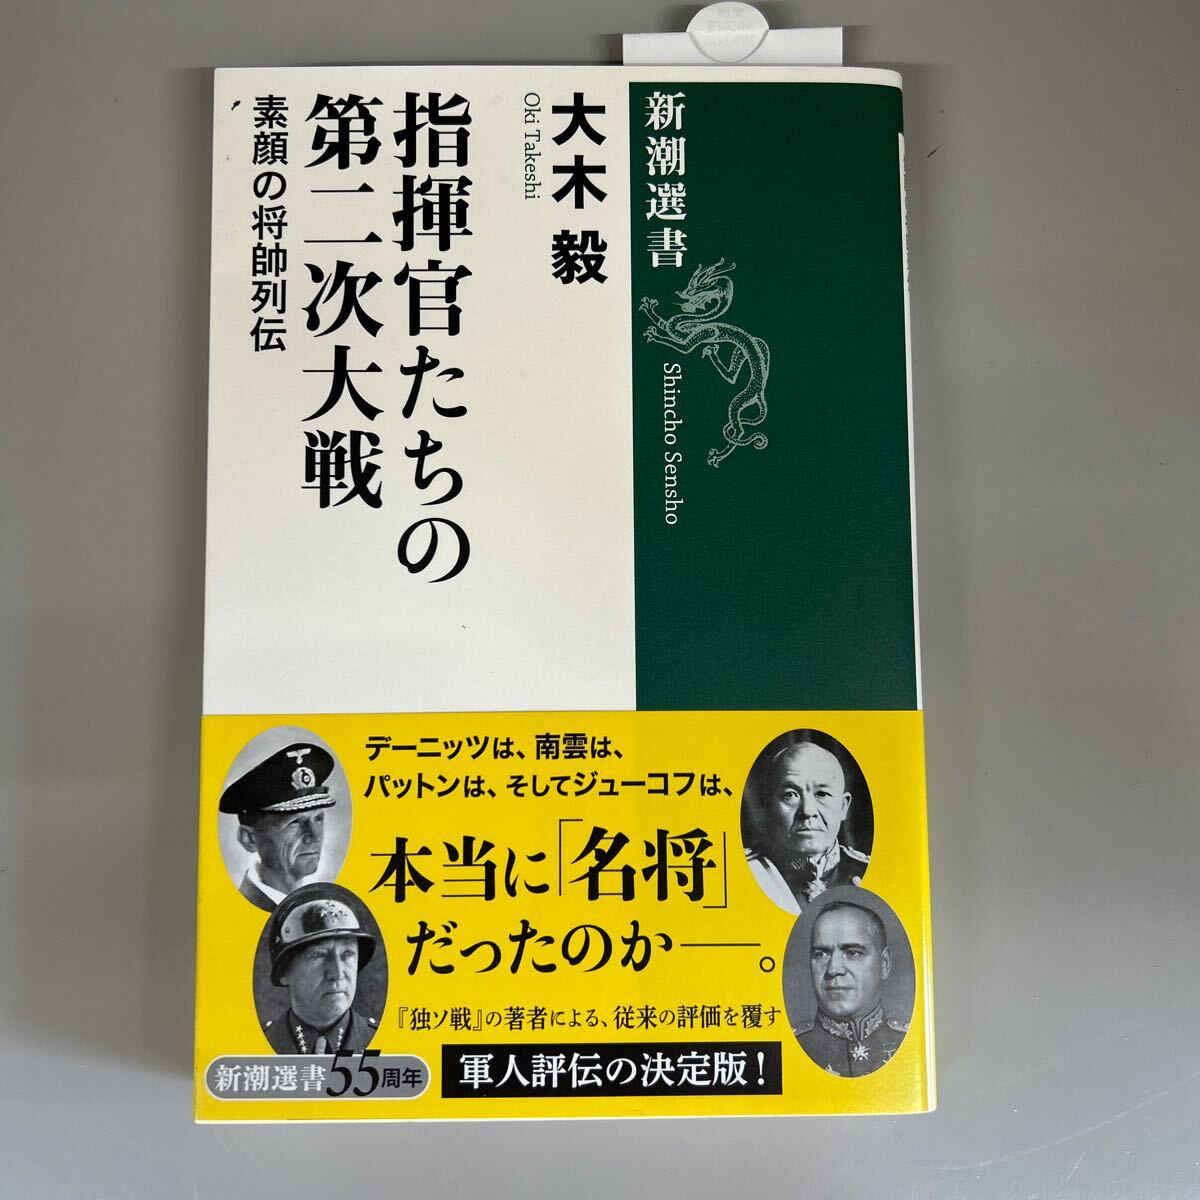 新潮選書
Shincho Sensho
大木 毅
Oki Takeshi
指揮官たちの
第二次大戦
素顔の将帥列伝
デーニッツは、南雲は、
パットンは、そしてジューコフは、
本当に「名将」
だったのか――。
『独ソ戦』の著者による、従来の評価を覆す
軍人評伝の決定版！
新潮選書55周年